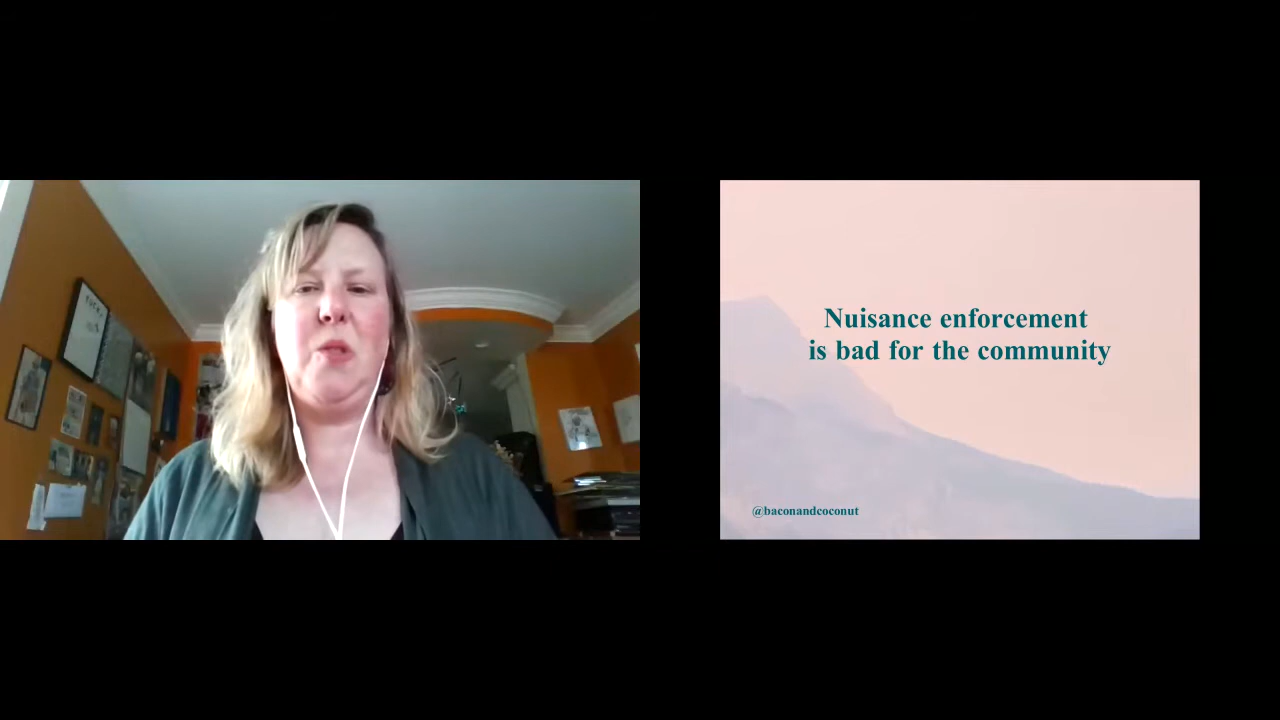 Nuisance enforcement
is bad for the community
@baconandcoconut